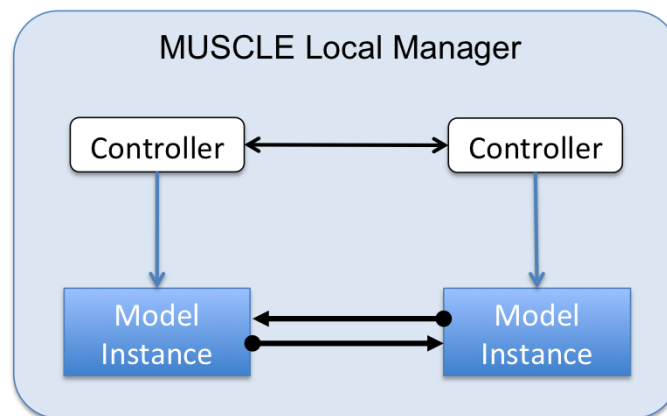 MUSCLE Local Manager
Controller
Controller
Model
Instance
Model
Instance